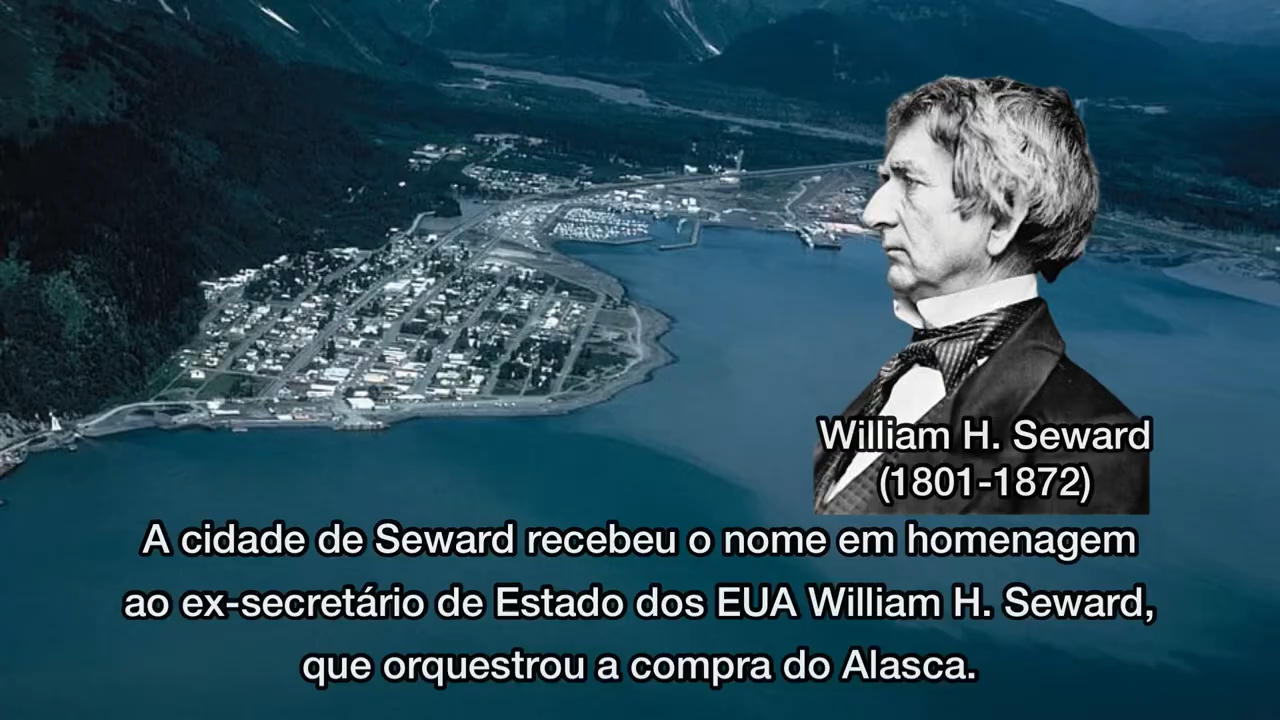 William H. Seward
(1801-1872)
A cidade de Seward recebeu o nome em homenagem
ao ex-secretário de Estado dos EUA William H. Seward,
que orquestrou a compra do Alasca.